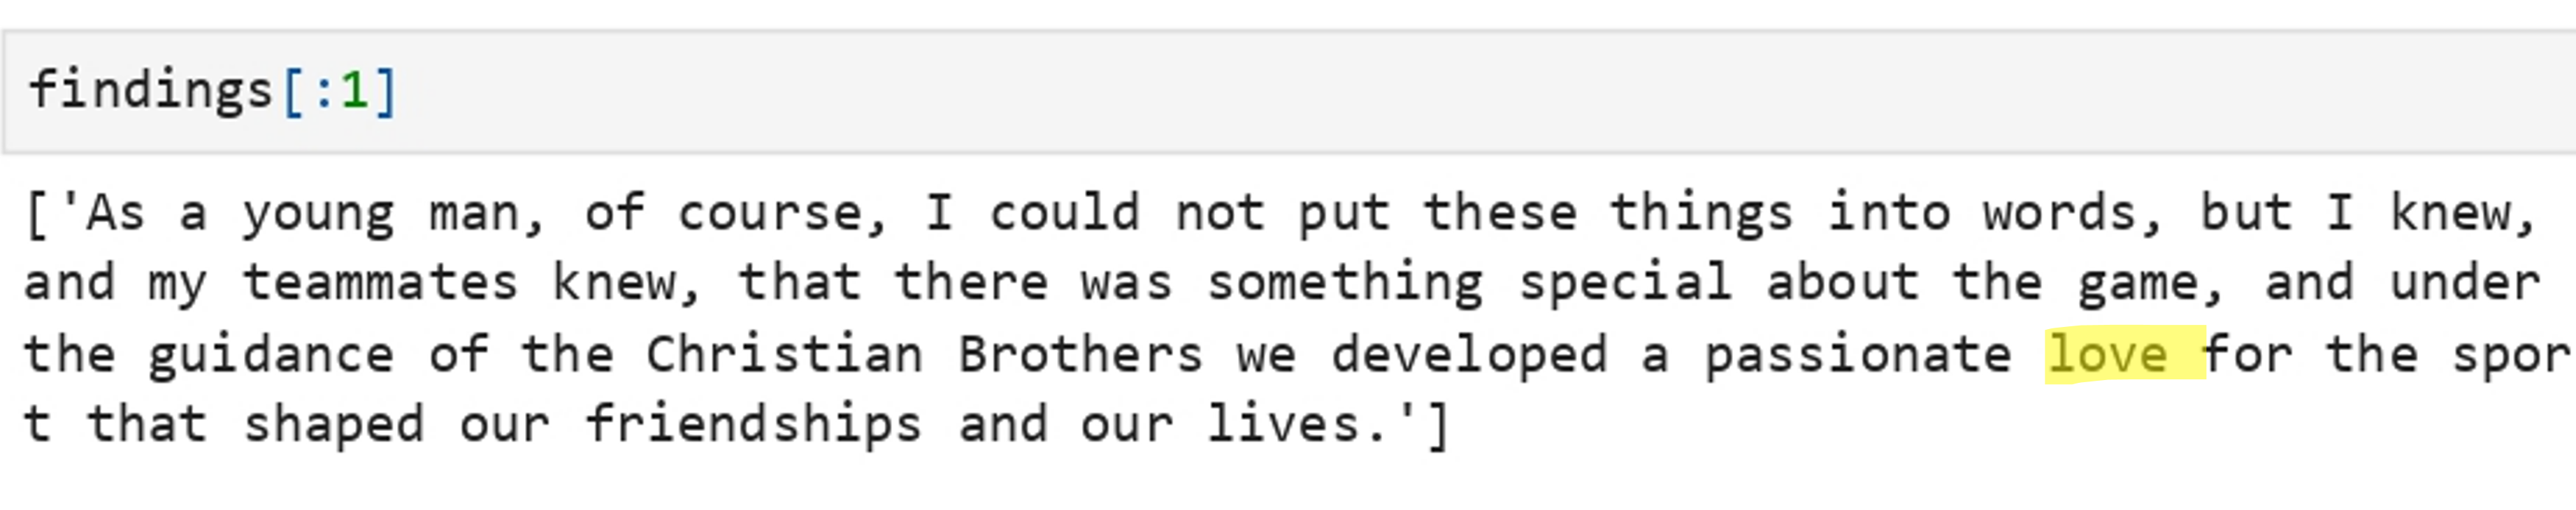 findings[:1]
['As a young man, of course, I could not put these things into words, but I knew,
and my teammates knew, that there was something special about the game, and under
the guidance of the Christian Brothers we developed a passionate love for the spor
t that shaped our friendships and our lives.']